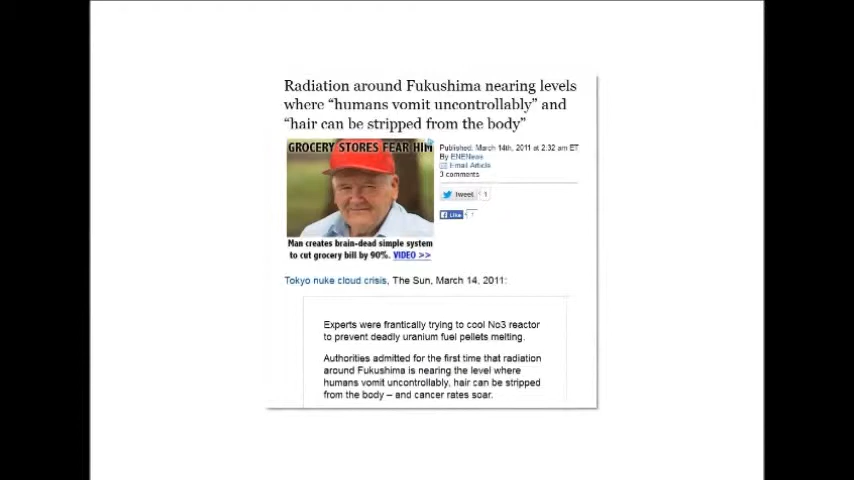 Radiation around Fukushima nearing levels
where “humans vomit uncontrollably” and
“hair can be stripped from the body”
GROCERY STORES FEAR HIM
Published: March 14th, 2011 at 2:32 am ET
By ENENews
Email Article
3 comments
Tweet 1
Like 1
Man creates brain-dead simple system
to cut grocery bill by 90%. VIDEO >>
Tokyo nuke cloud crisis, The Sun, March 14, 2011:
Experts were frantically trying to cool No3 reactor
to prevent deadly uranium fuel pellets melting.
Authorities admitted for the first time that radiation
around Fukushima is nearing the level where
humans vomit uncontrollably, hair can be stripped
from the body – and cancer rates soar.